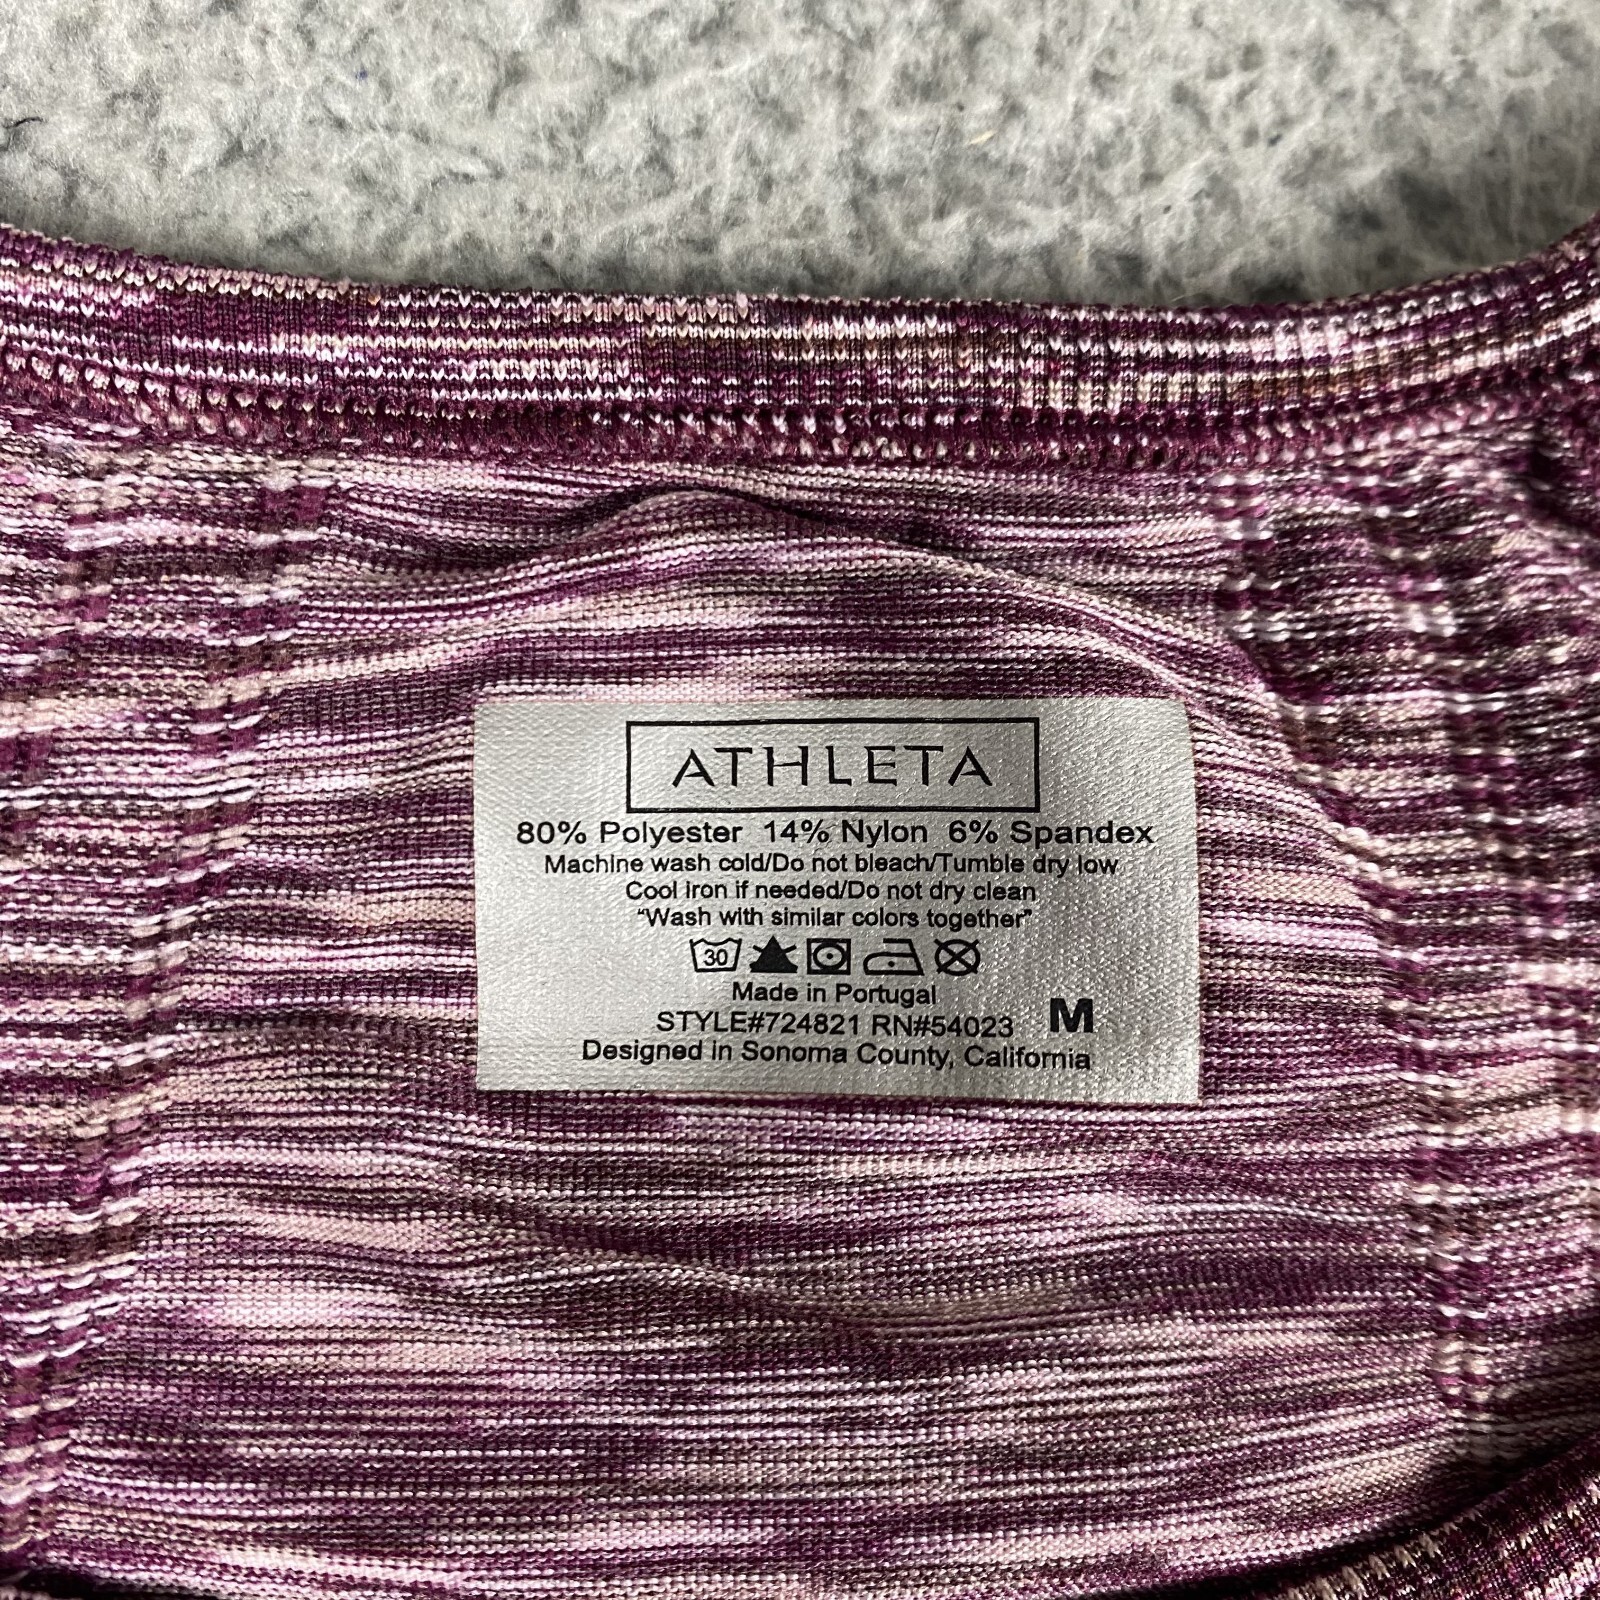 ATHLETA
80% Polyester 14% Nylon 6% Spandex
Machine wash cold/Do not bleach/Tumble dry low
Cool iron if needed/Do not dry clean
“Wash with similar colors together”
30
Made in Portugal
STYLE#724821 RN#54023 M
Designed in Sonoma County, California